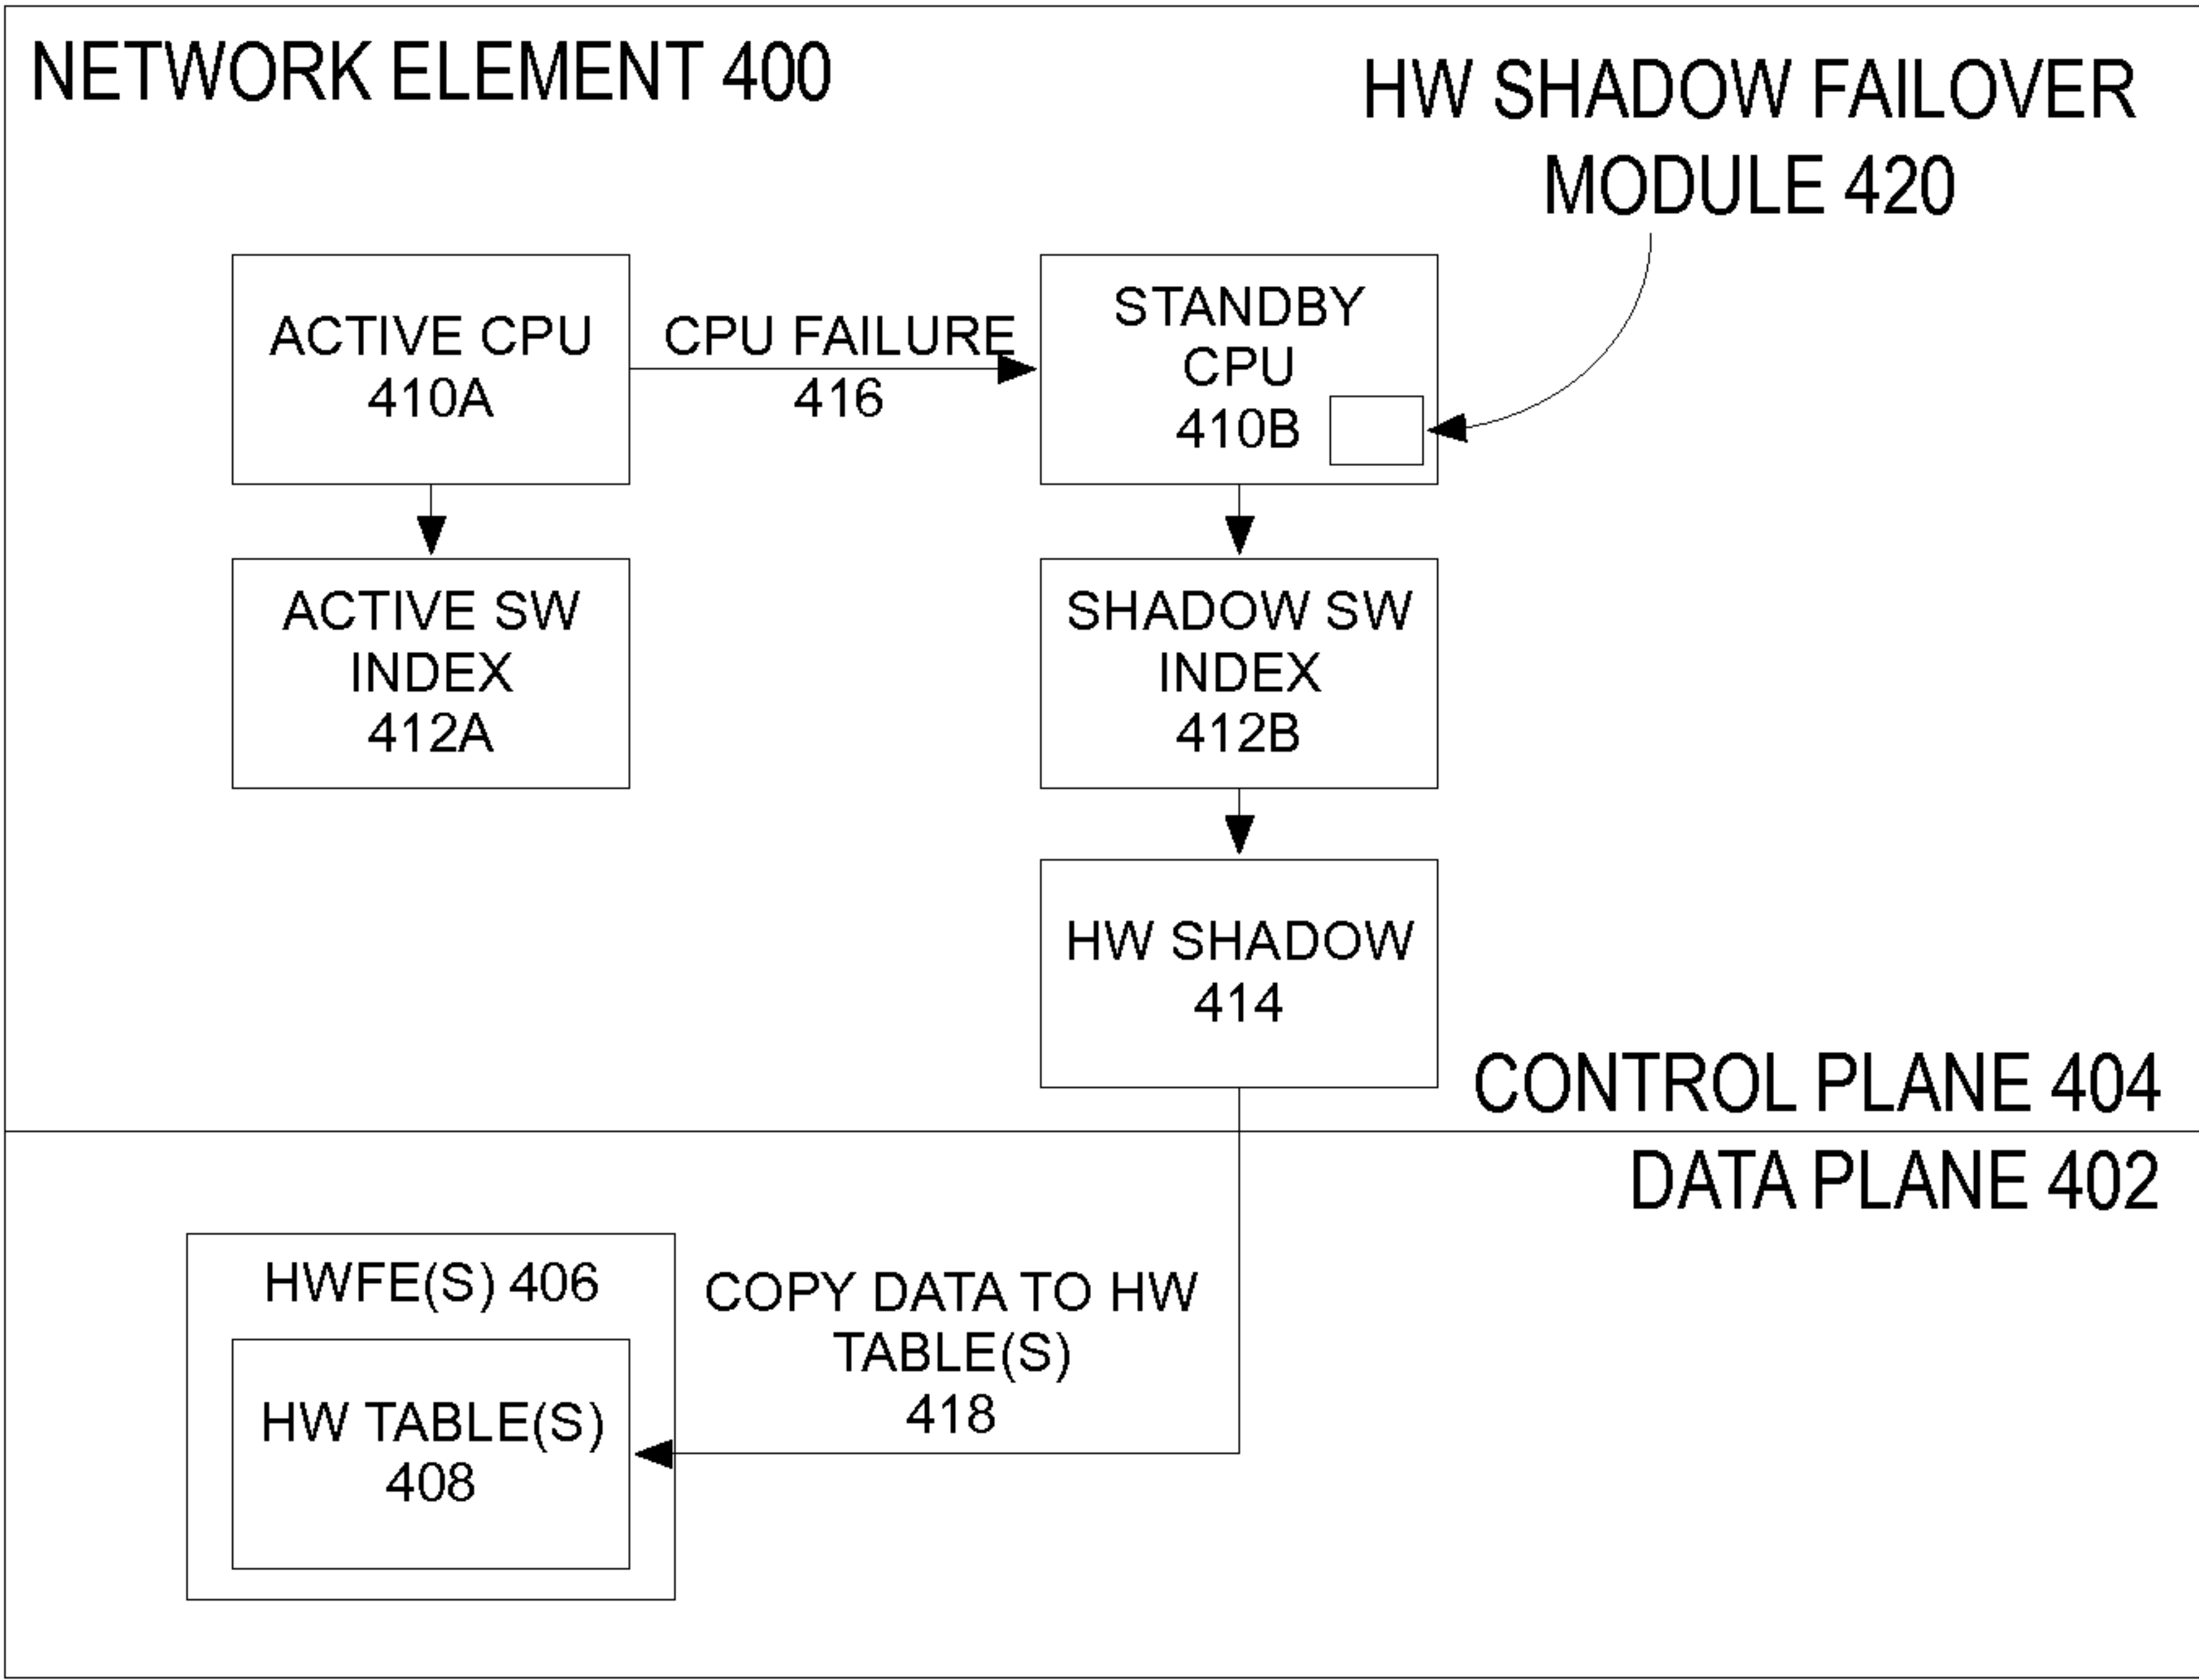 NETWORK ELEMENT 400
HW SHADOW FAILOVER
MODULE 420
ACTIVE CPU
410A
CPU FAILURE
416
STANDBY
CPU
410B
ACTIVE SW
INDEX
412A
SHADOW SW
INDEX
412B
HW SHADOW
414
CONTROL PLANE 404
DATA PLANE 402
HWFE(S) 406
HW TABLE(S)
408
COPY DATA TO HW
TABLE(S)
418